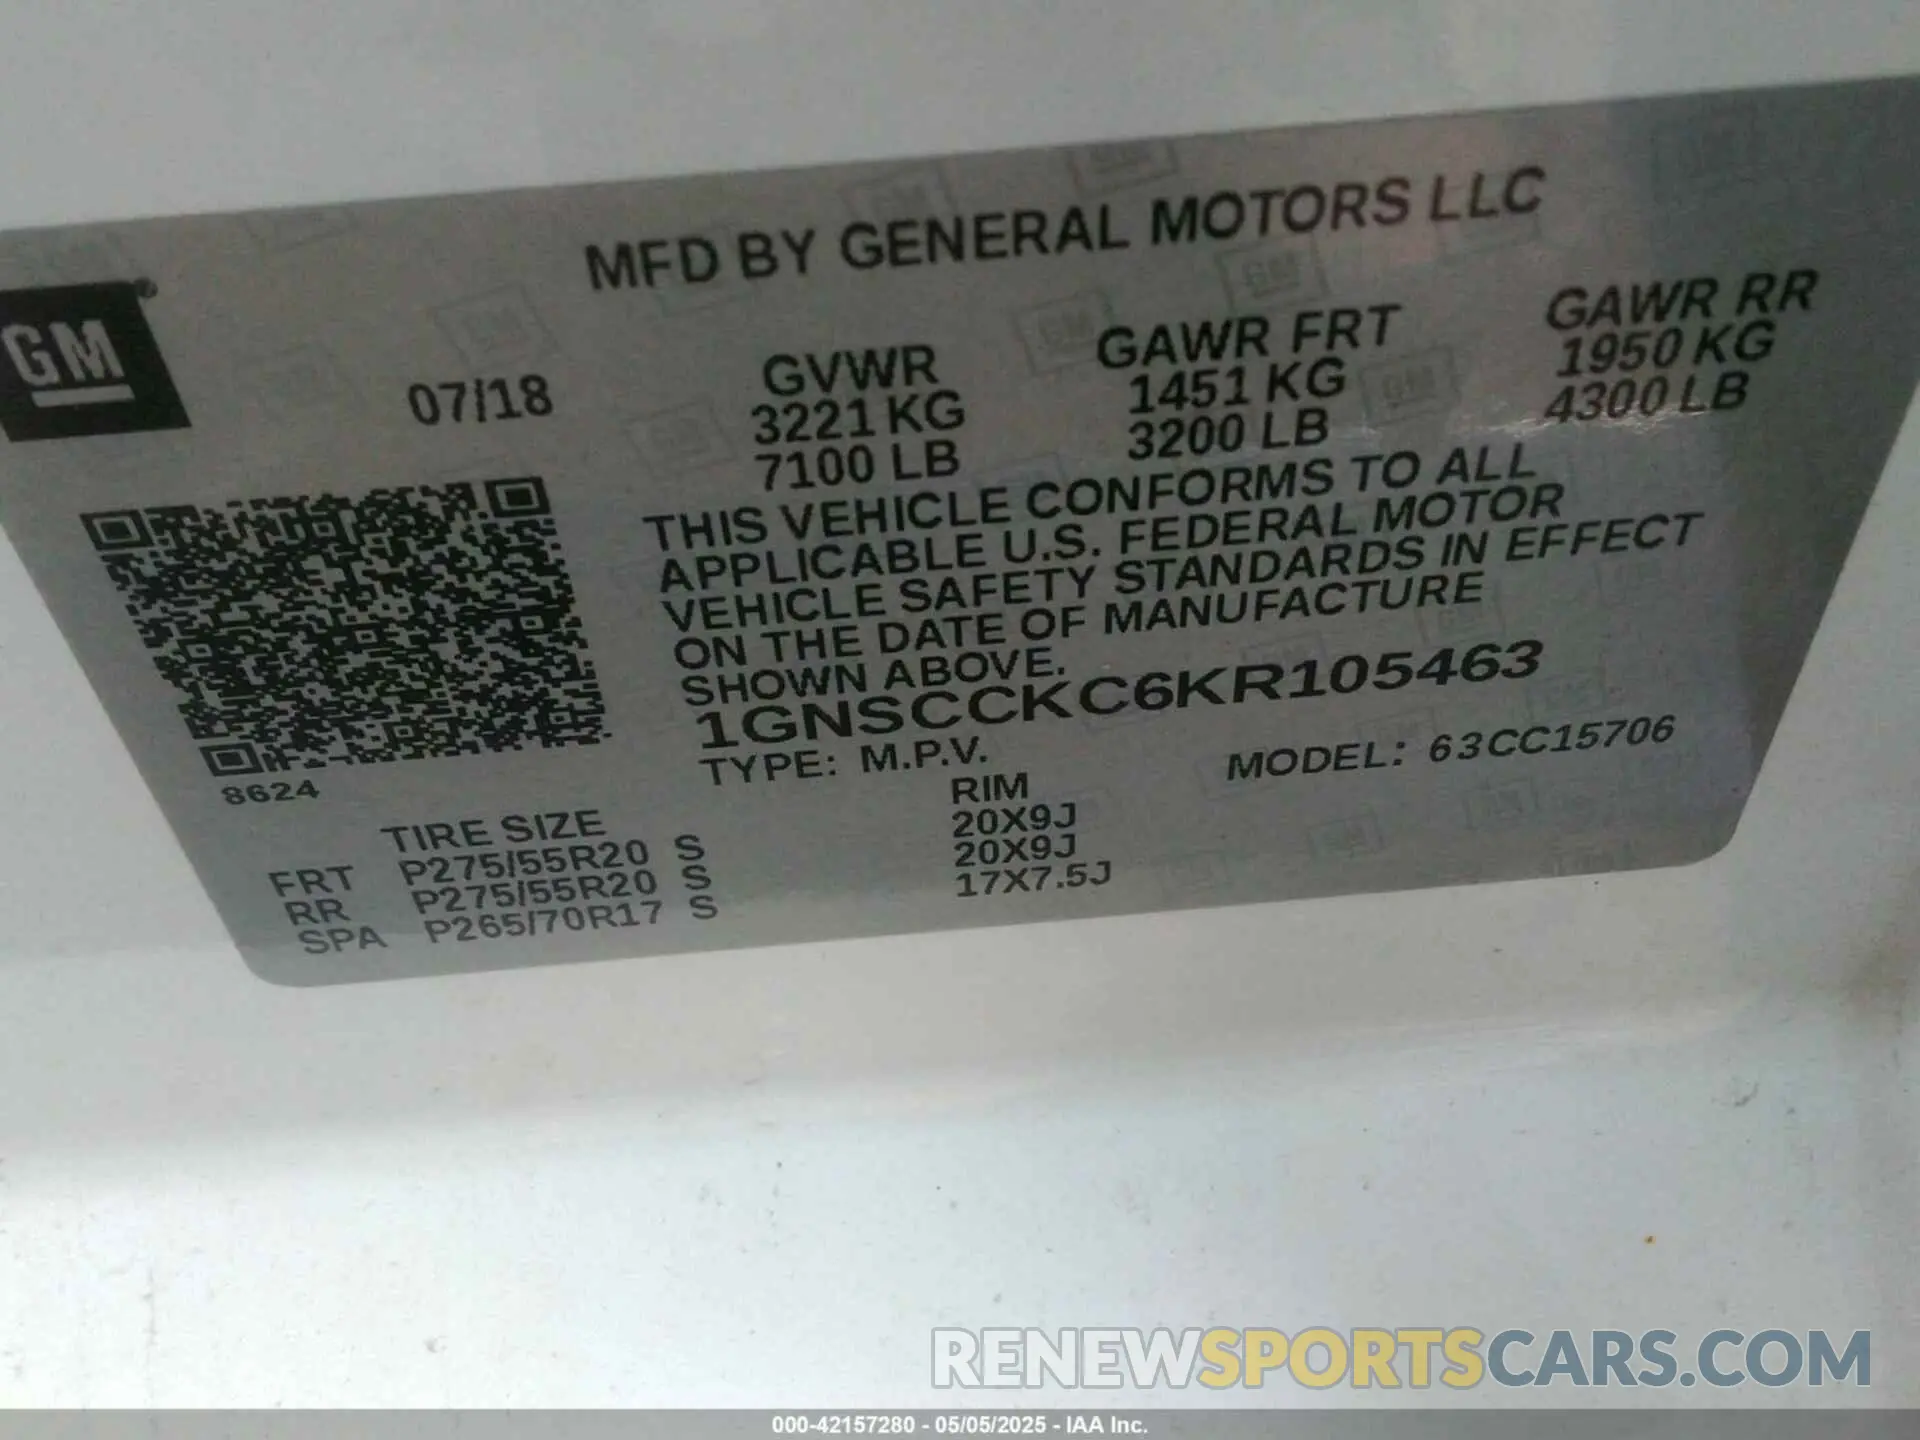 MFD BY GENERAL MOTORS LLC
GM
07/18
GVWR
3221 KG
7100 LB
GAWR FRT
1451 KG
3200 LB
GAWR RR
1950 KG
4300 LB
THIS VEHICLE CONFORMS TO ALL
APPLICABLE U.S. FEDERAL MOTOR
VEHICLE SAFETY STANDARDS IN EFFECT
ON THE DATE OF MANUFACTURE
SHOWN ABOVE.
1GNSCCKC6KR105463
TYPE: M.P.V.
MODEL: 63CC15706
8624
TIRE SIZE
RIM
FRT P275/55R20 S 20X9J
RR P275/55R20 S 20X9J
SPA P265/70R17 S 17X7.5J
RENEWSPORTSCARS.COM
000-42157280 - 05/05/2025 - IAA Inc.